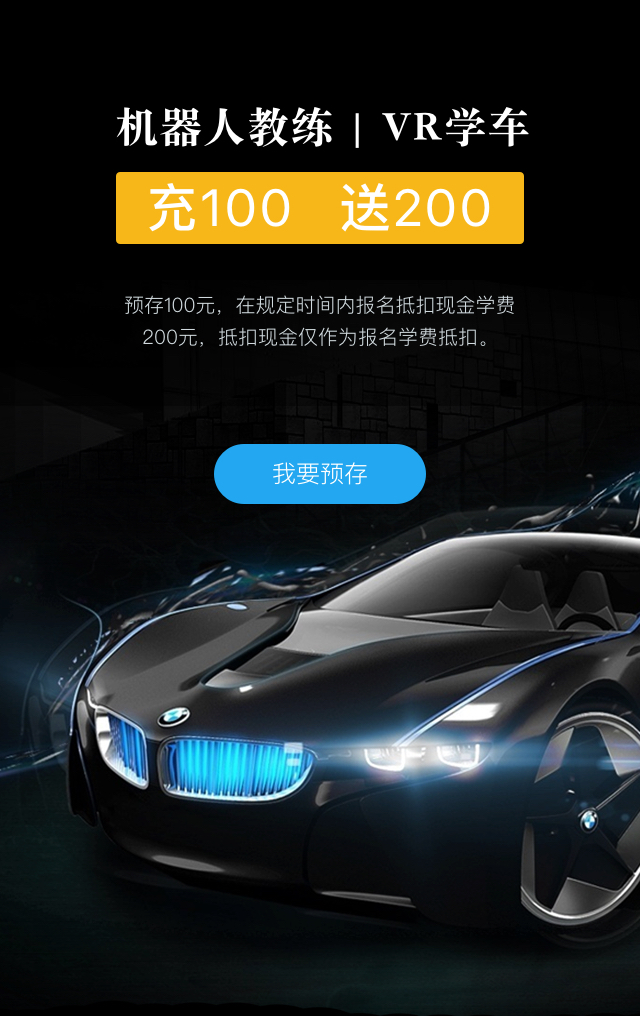 机器人教练 | VR学车
充100 送200
预存100元，在规定时间内报名抵扣现金学费
200元，抵扣现金仅作为报名学费抵扣。
我要预存